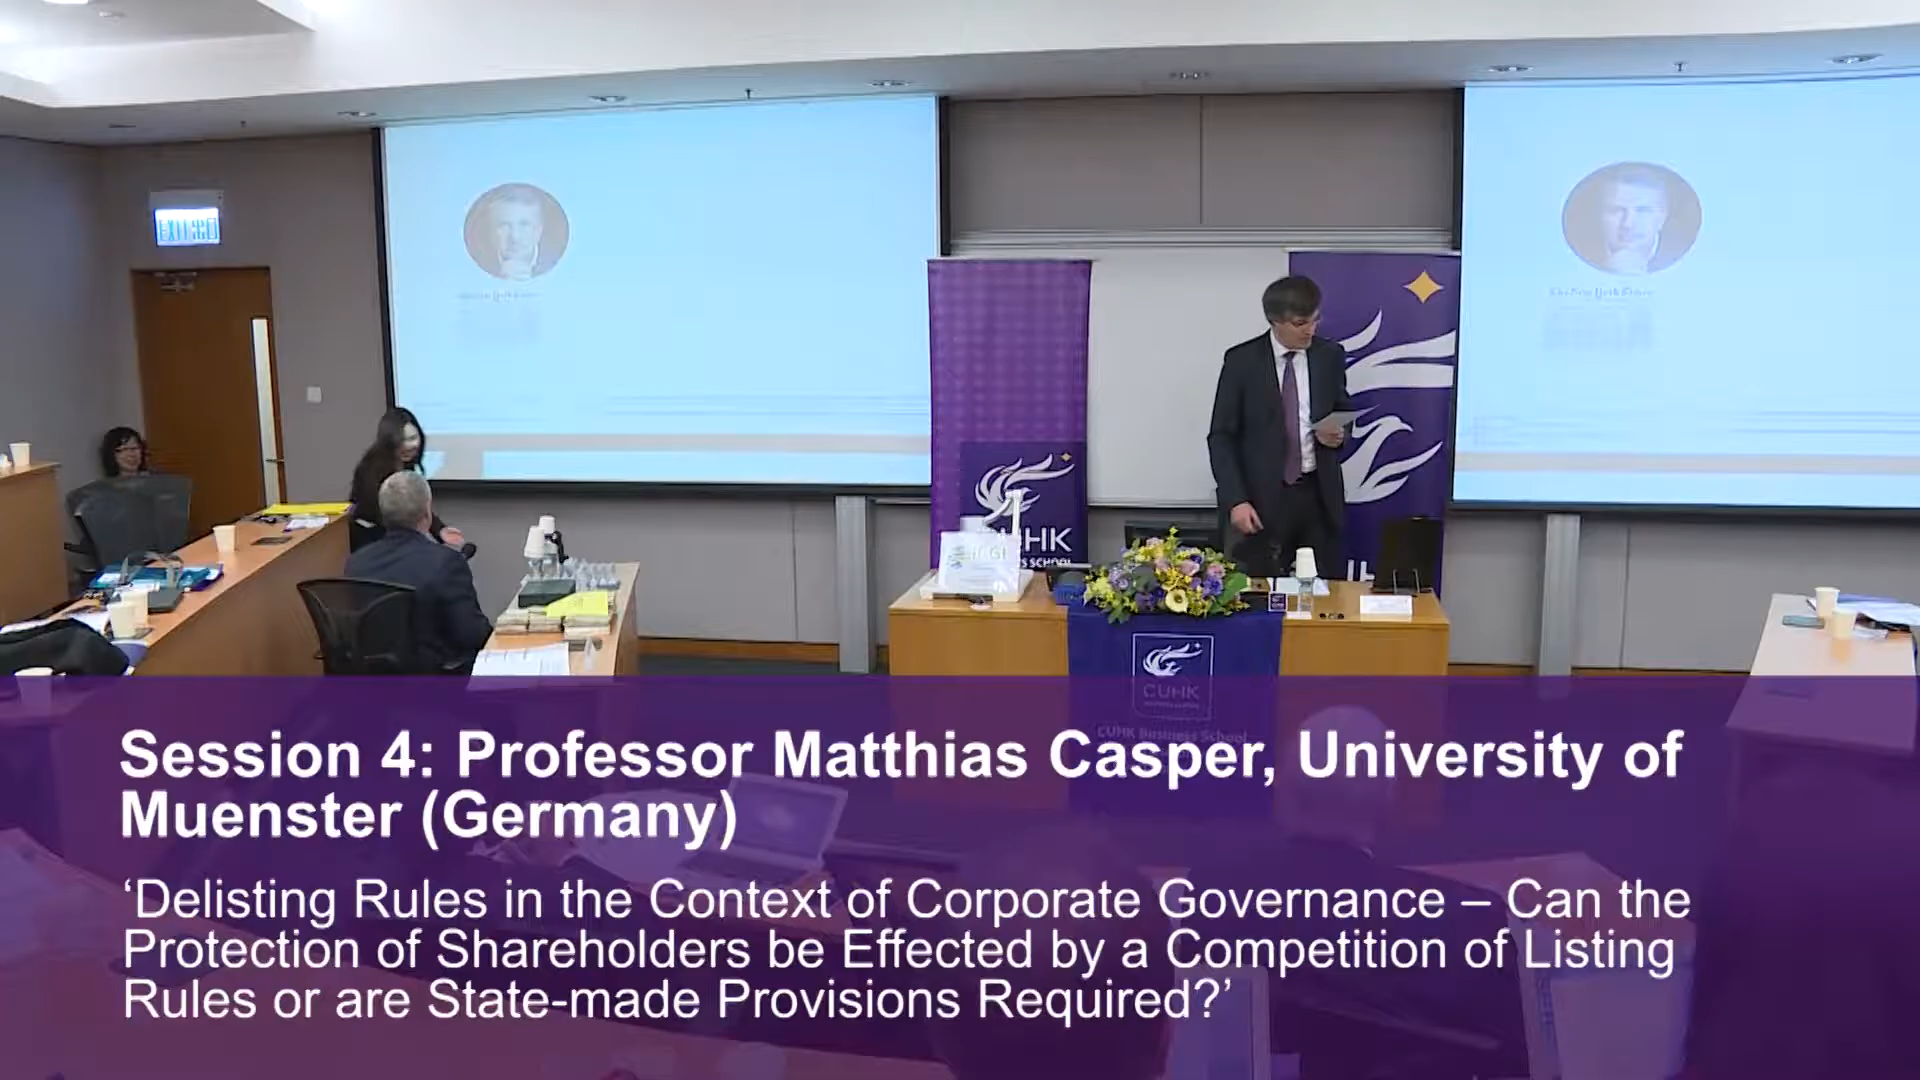 EXIT
CUHK
Session 4: Professor Matthias Casper, University of
Muenster (Germany)
‘Delisting Rules in the Context of Corporate Governance – Can the
Protection of Shareholders be Effected by a Competition of Listing
Rules or are State-made Provisions Required?’
CUHK Business School